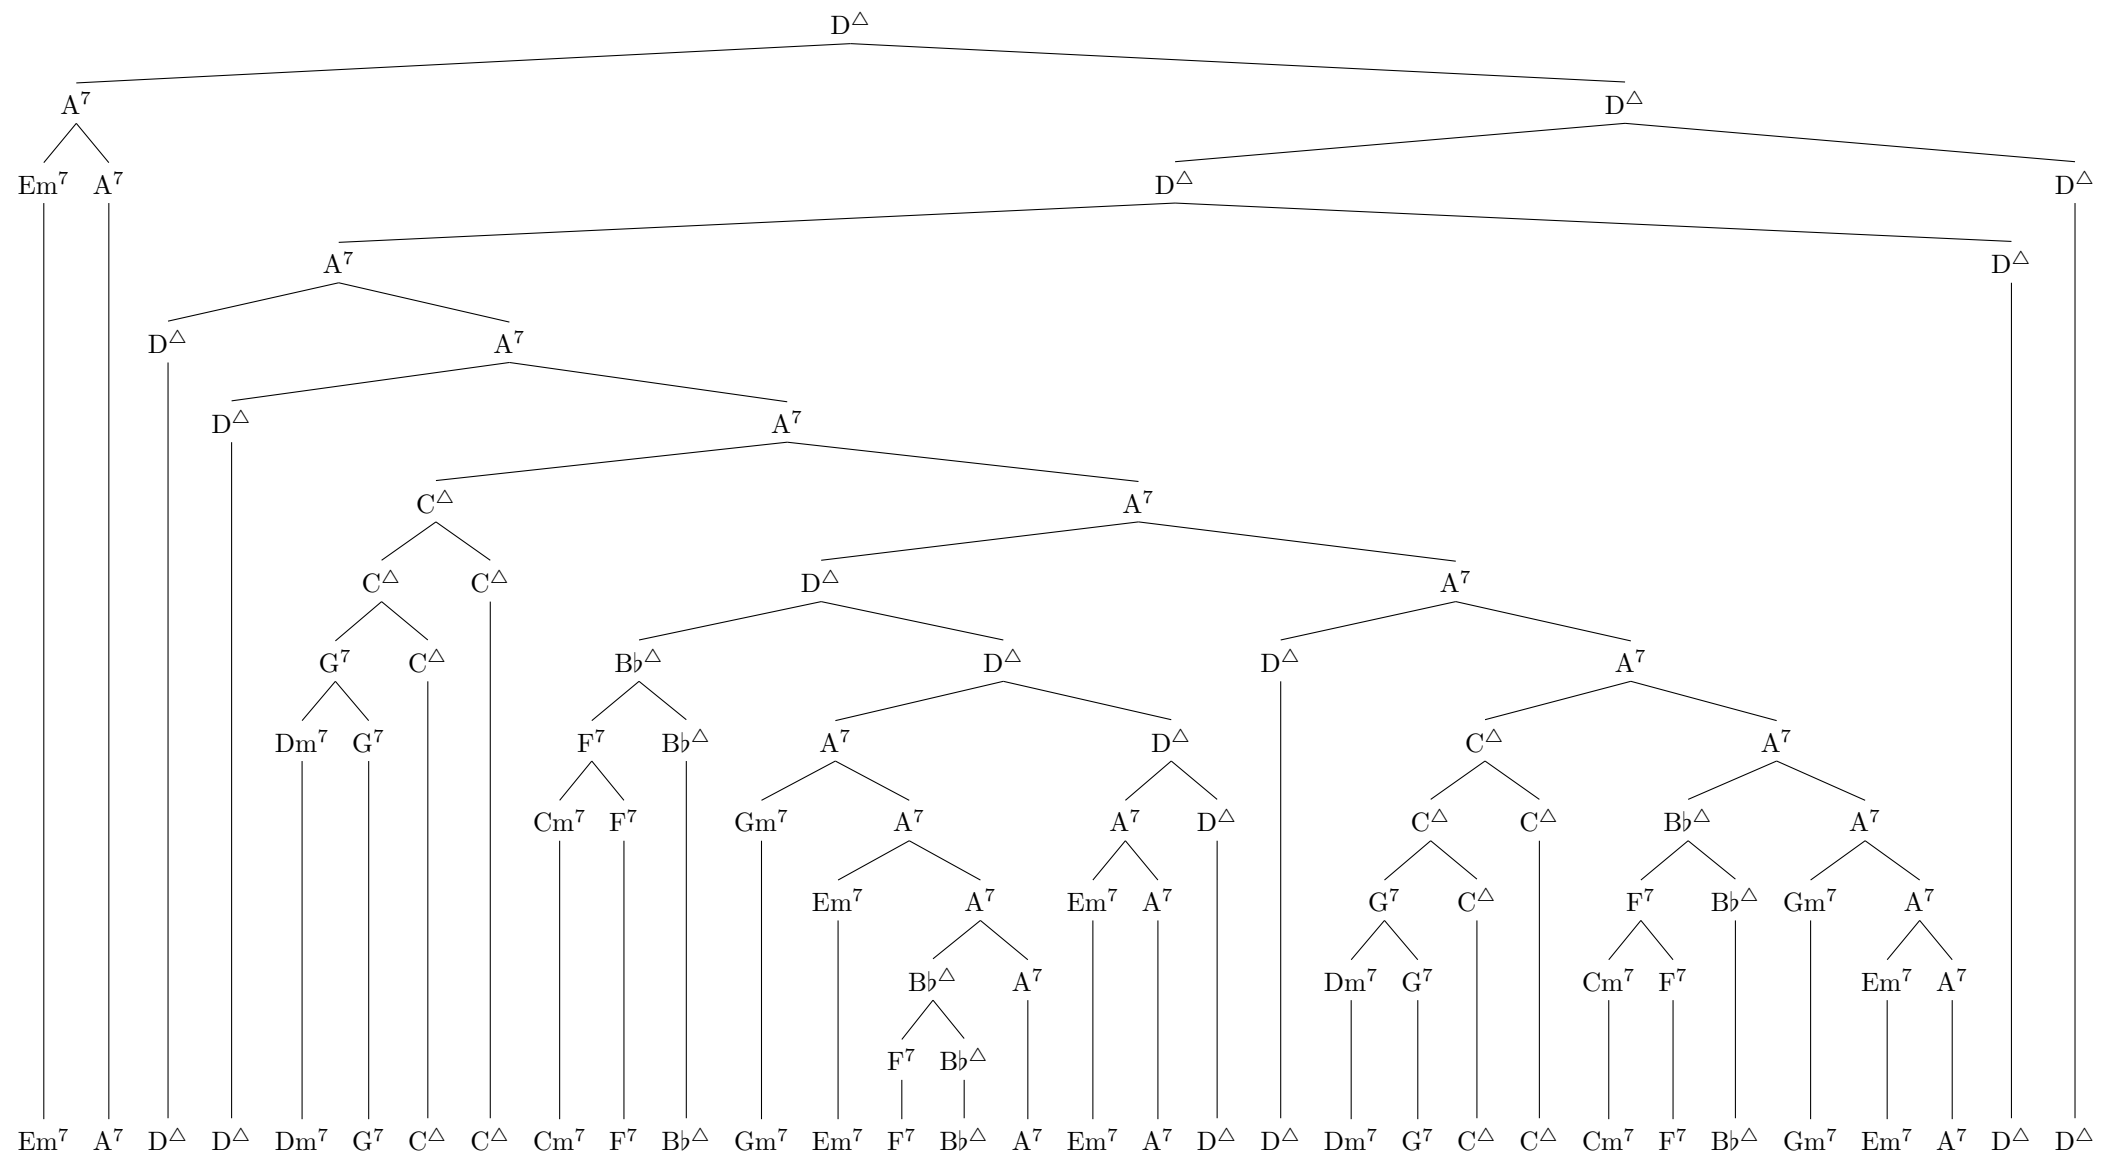 D△
A⁷ D△
Em⁷ A⁷ D△ D△
A⁷ D△
D△ A⁷
D△ A⁷
C△ A⁷
C△ C△ D△ A⁷
G⁷ C△ B♭△ D△ D△ A⁷
Dm⁷ G⁷ F⁷ B♭△ A⁷ D△ C△ A⁷
Cm⁷ F⁷ Gm⁷ A⁷ A⁷ D△ C△ C△ B♭△ A⁷
Em⁷ A⁷ Em⁷ A⁷ G⁷ C△ F⁷ B♭△ Gm⁷ A⁷
B♭△ A⁷ Dm⁷ G⁷ Cm⁷ F⁷ Em⁷ A⁷
F⁷ B♭△
Em⁷ A⁷ D△ D△ Dm⁷ G⁷ C△ C△ Cm⁷ F⁷ B♭△ Gm⁷ Em⁷ F⁷ B♭△ A⁷ Em⁷ A⁷ D△ D△ Dm⁷ G⁷ C△ C△ Cm⁷ F⁷ B♭△ Gm⁷ Em⁷ A⁷ D△ D△